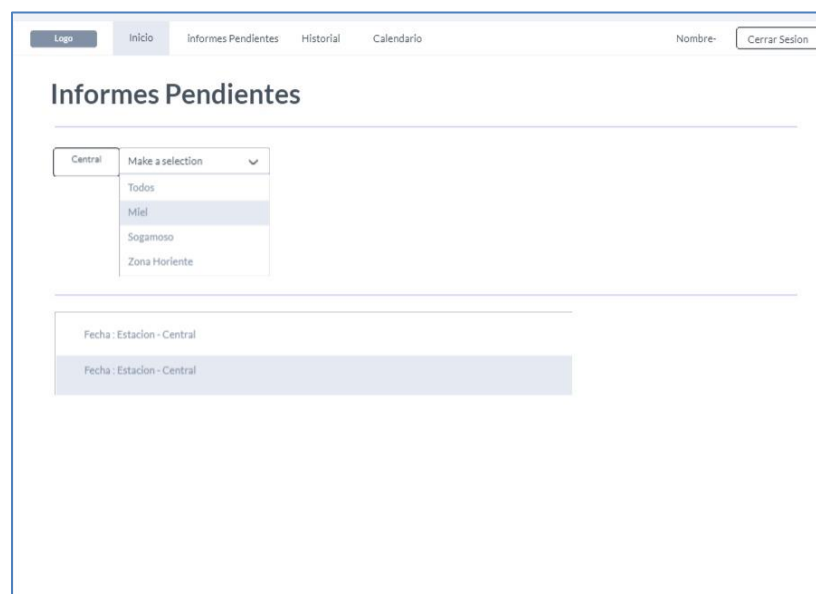 Logo Inicio informes Pendientes Historial Calendario Nombre- Cerrar Sesion
Informes Pendientes
Central Make a selection
Todos
Miel
Sogamoso
Zona Horiente
Fecha : Estacion - Central
Fecha : Estacion - Central